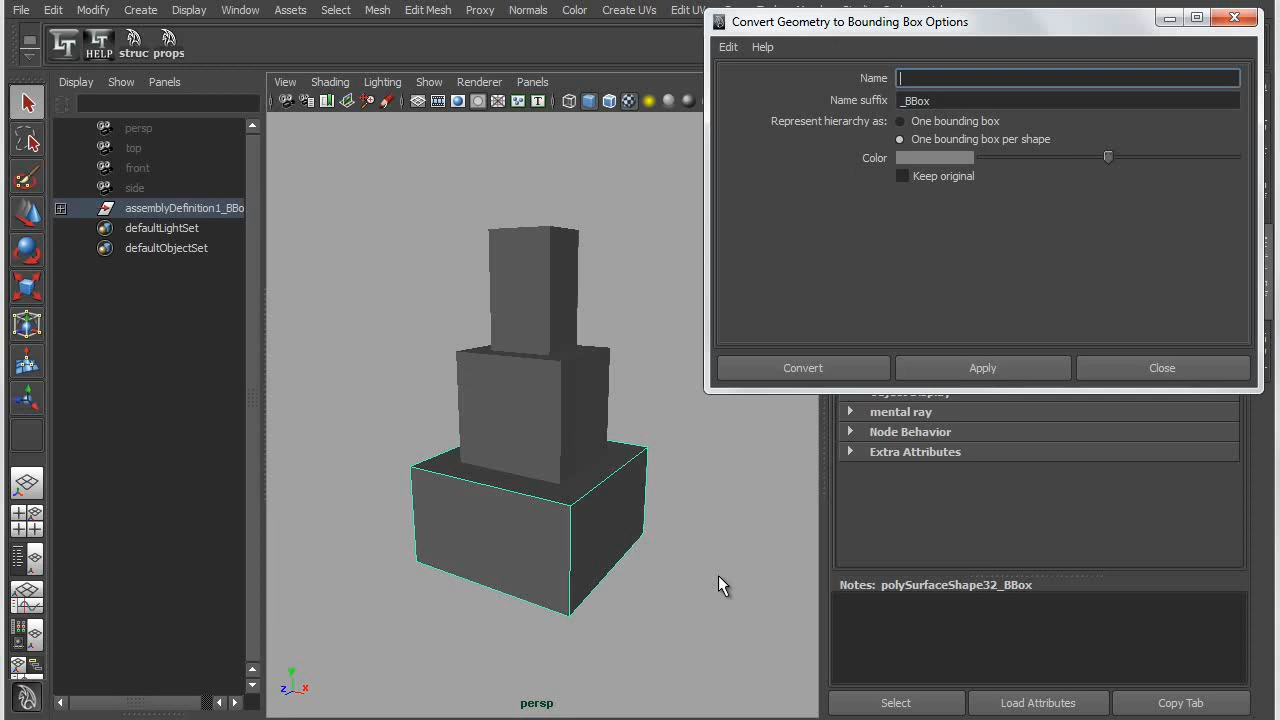 File Edit Modify Create Display Window Assets Select Mesh Edit Mesh Proxy Normals Color Create UVs Edit UV
Convert Geometry to Bounding Box Options
Edit Help
LT LT HELP struc props
Name
Name suffix _BBox
Represent hierarchy as: One bounding box
One bounding box per shape
Color
Keep original
Convert Apply Close
Display Show Panels
View Shading Lighting Show Renderer Panels
persp
top
front
side
assemblyDefinition1_BBo
defaultLightSet
defaultObjectSet
mental ray
Node Behavior
Extra Attributes
Notes: polySurfaceShape32_BBox
y
z x
persp
Select Load Attributes Copy Tab